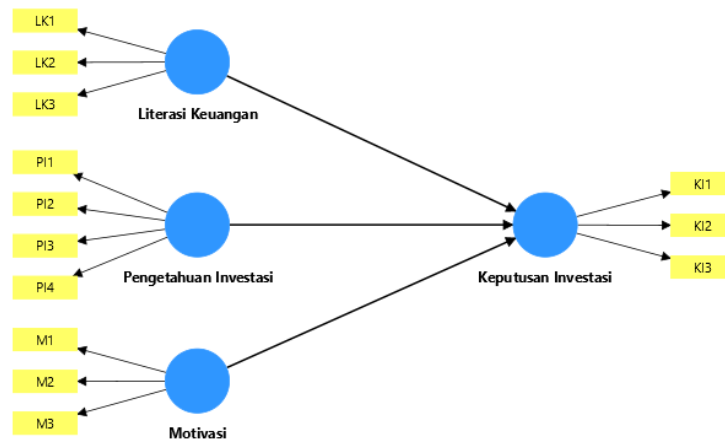 LK1
LK2
LK3
Literasi Keuangan
PI1
PI2
PI3
PI4
Pengetahuan Investasi
M1
M2
M3
Motivasi
KI1
KI2
KI3
Keputusan Investasi